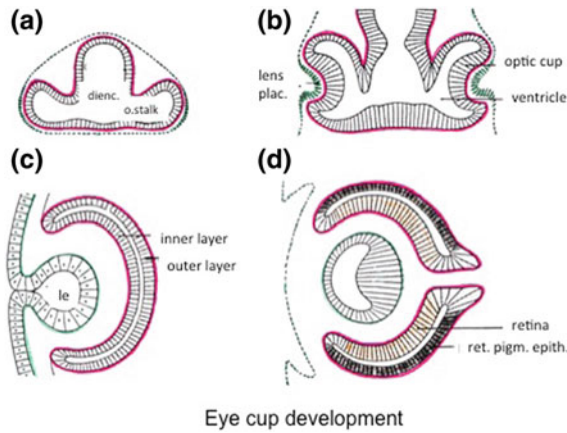 (a)
dienc.
o.stalk
(b)
lens
plac.
optic cup
ventricle
(c)
le
inner layer
outer layer
(d)
retina
ret. pigm. epith.
Eye cup development